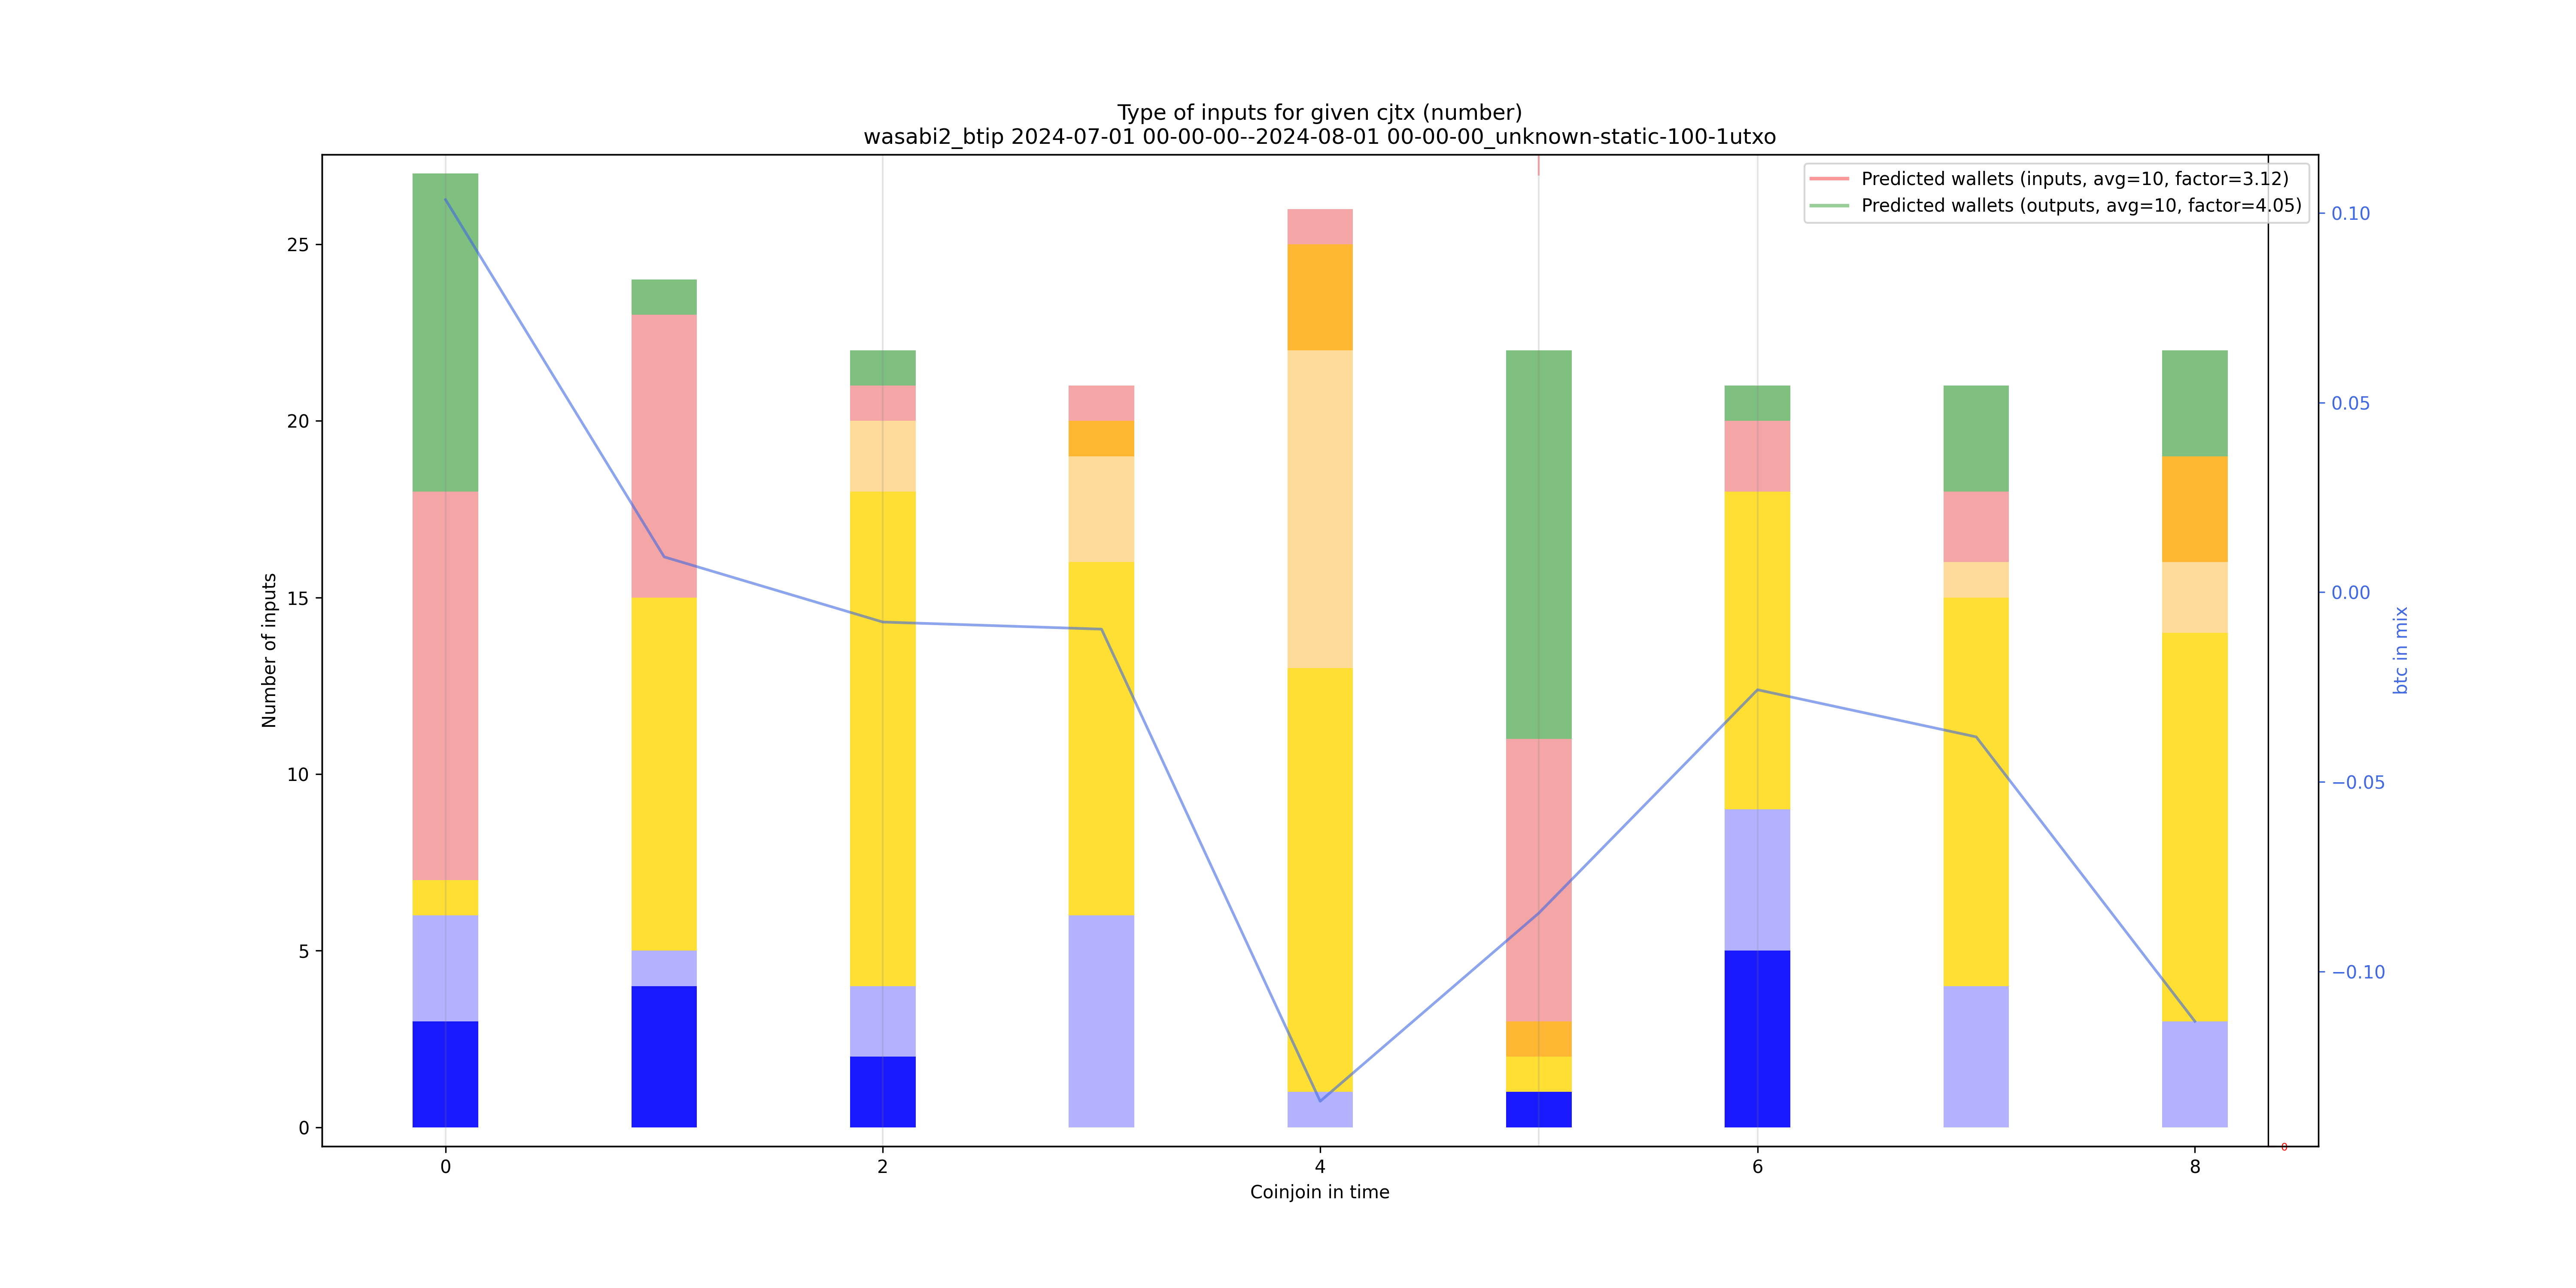 Type of inputs for given cjtx (number)
wasabi2_btip 2024-07-01 00-00-00--2024-08-01 00-00-00_unknown-static-100-1utxo
Predicted wallets (inputs, avg=10, factor=3.12)
Predicted wallets (outputs, avg=10, factor=4.05)
Number of inputs
25
20
15
10
5
0
0.10
0.05
0.00
−0.05
−0.10
btc in mix
0
0 2 4 6 8
Coinjoin in time